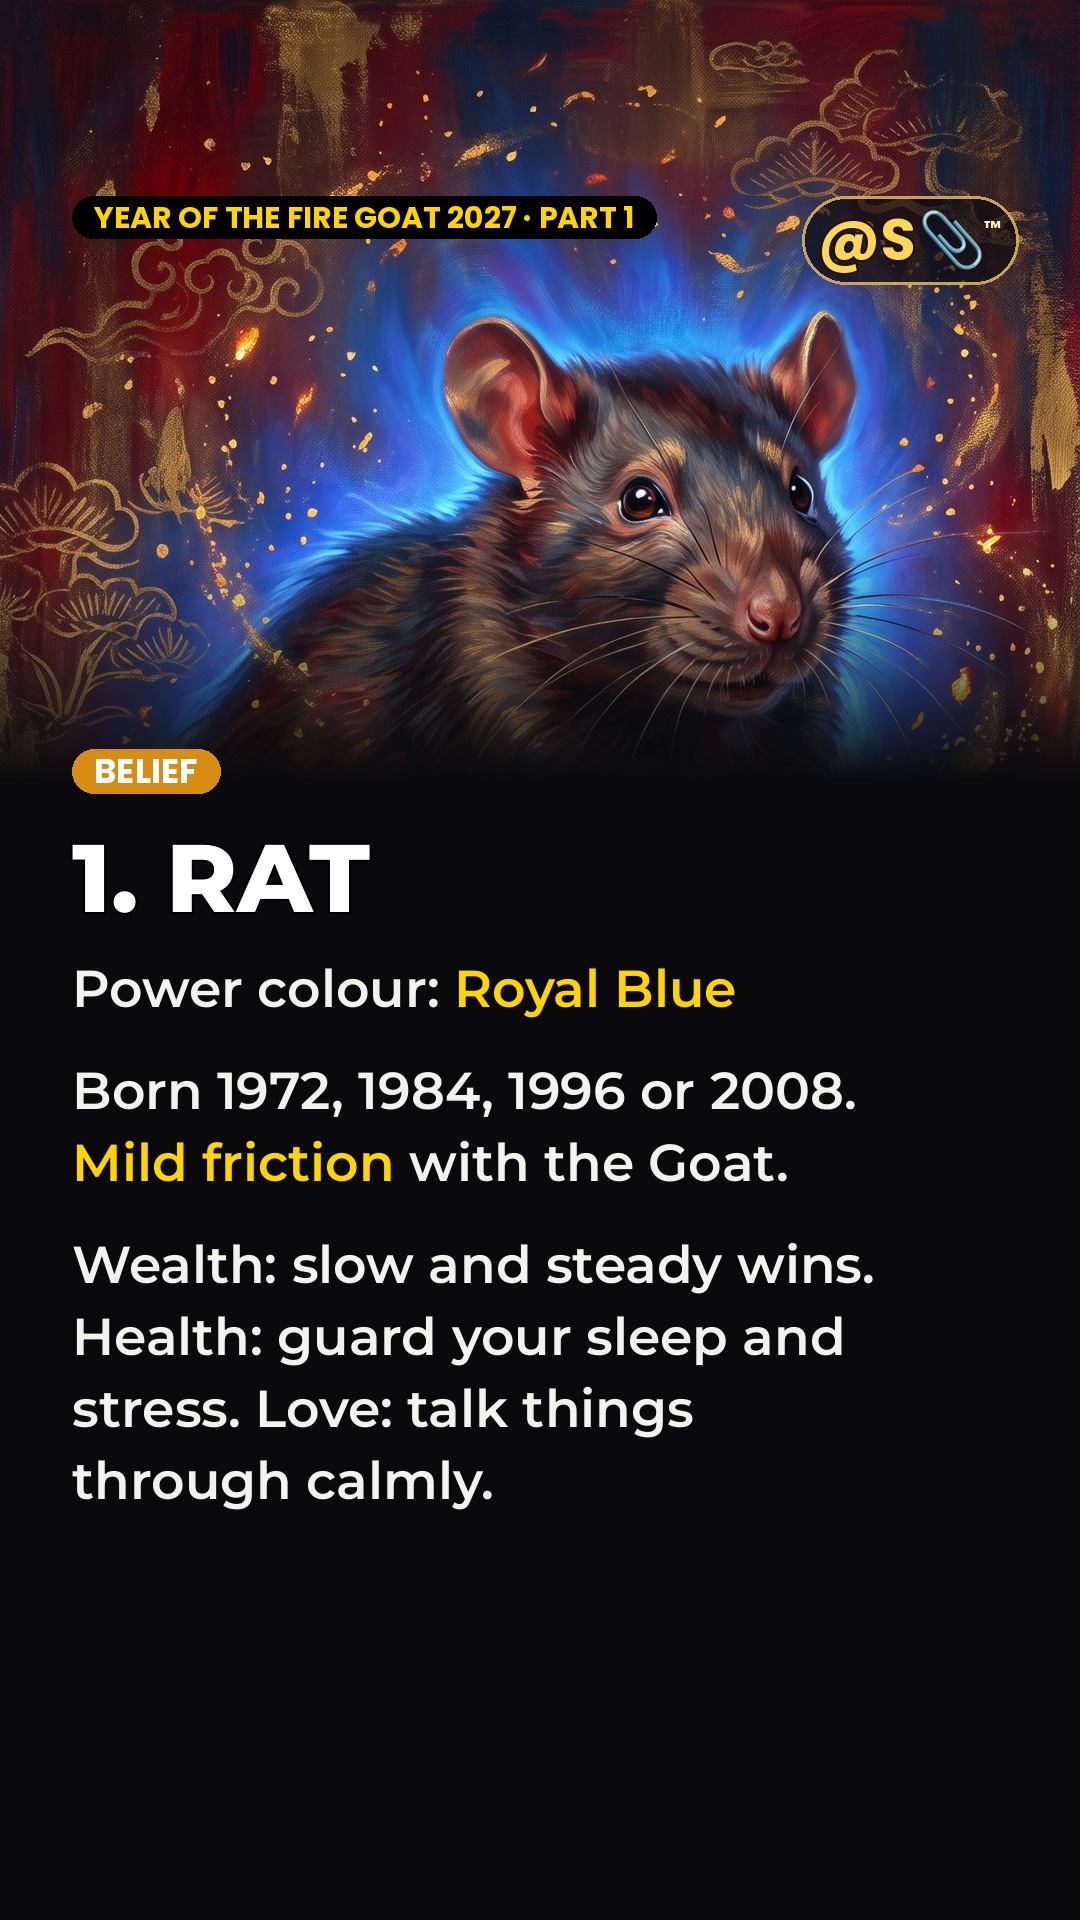 YEAR OF THE FIRE GOAT 2027 · PART 1
@S📎™
BELIEF
1. RAT
Power colour: Royal Blue
Born 1972, 1984, 1996 or 2008.
Mild friction with the Goat.
Wealth: slow and steady wins.
Health: guard your sleep and
stress. Love: talk things
through calmly.